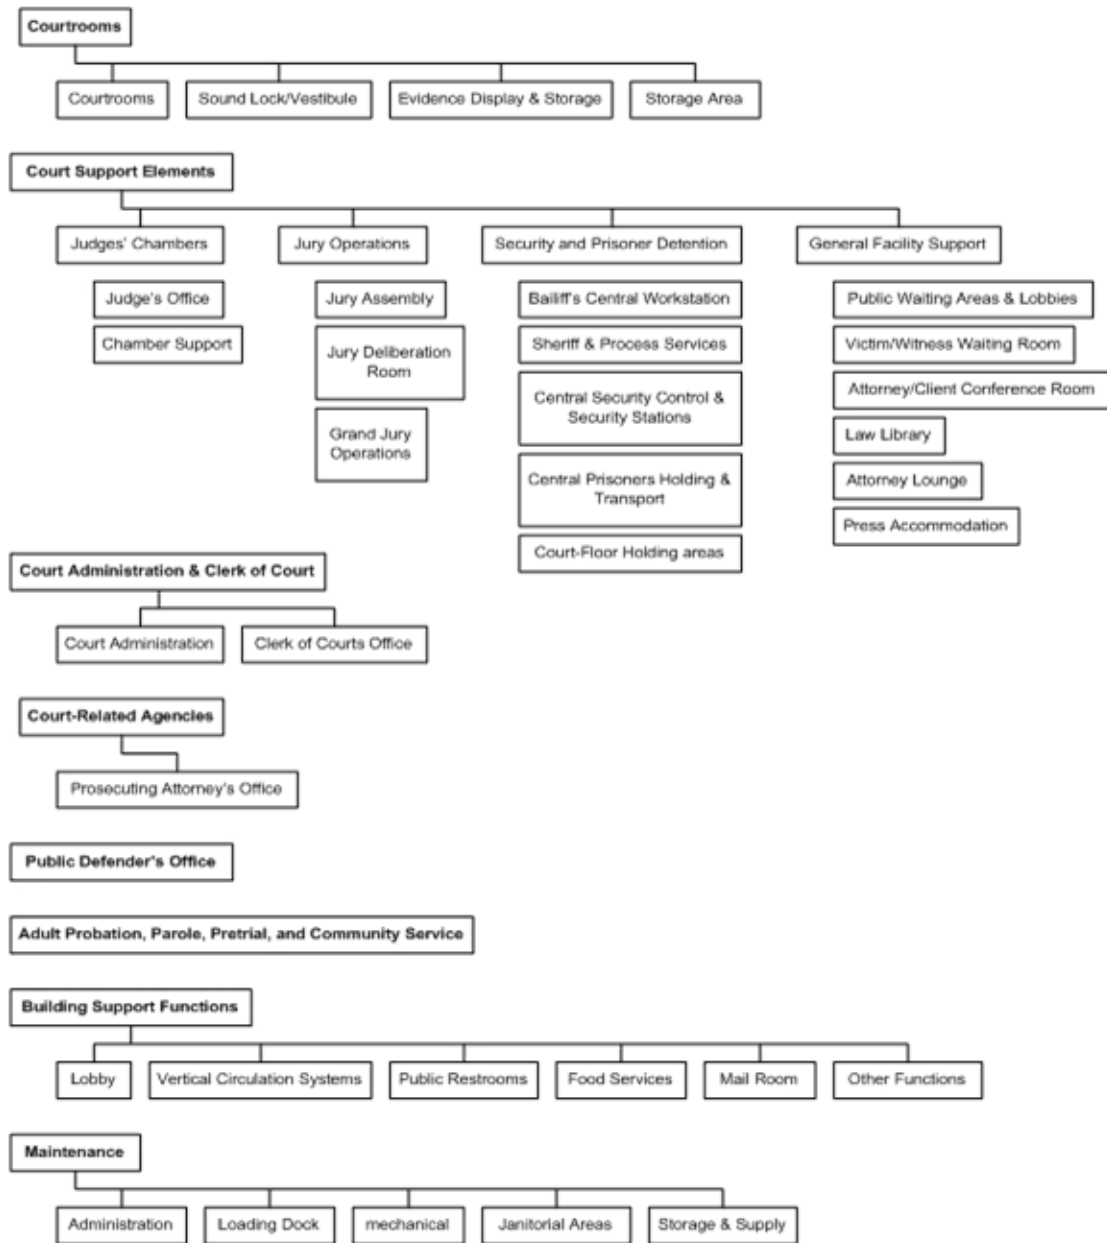 Courtrooms
Courtrooms
Sound Lock/Vestibule
Evidence Display & Storage
Storage Area
Court Support Elements
Judges' Chambers
Jury Operations
Security and Prisoner Detention
General Facility Support
Judge's Office
Chamber Support
Jury Assembly
Jury Deliberation
Room
Grand Jury
Operations
Bailiff's Central Workstation
Sheriff & Process Services
Central Security Control &
Security Stations
Central Prisoners Holding &
Transport
Court-Floor Holding areas
Public Waiting Areas & Lobbies
Victim/Witness Waiting Room
Attorney/Client Conference Room
Law Library
Attorney Lounge
Press Accommodation
Court Administration & Clerk of Court
Court Administration
Clerk of Courts Office
Court-Related Agencies
Prosecuting Attorney's Office
Public Defender's Office
Adult Probation, Parole, Pretrial, and Community Service
Building Support Functions
Lobby
Vertical Circulation Systems
Public Restrooms
Food Services
Mail Room
Other Functions
Maintenance
Administration
Loading Dock
mechanical
Janitorial Areas
Storage & Supply